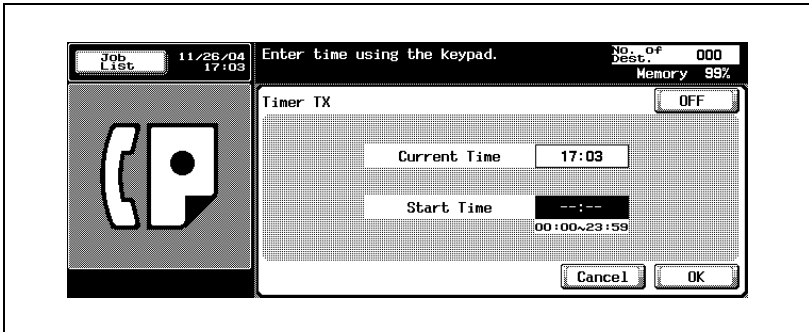 Job List
11/26/04
17:03
Enter time using the keypad.
No. of Dest. 000
Memory 99%
Timer TX
OFF
Current Time 17:03
Start Time --:--
00:00~23:59
Cancel
OK